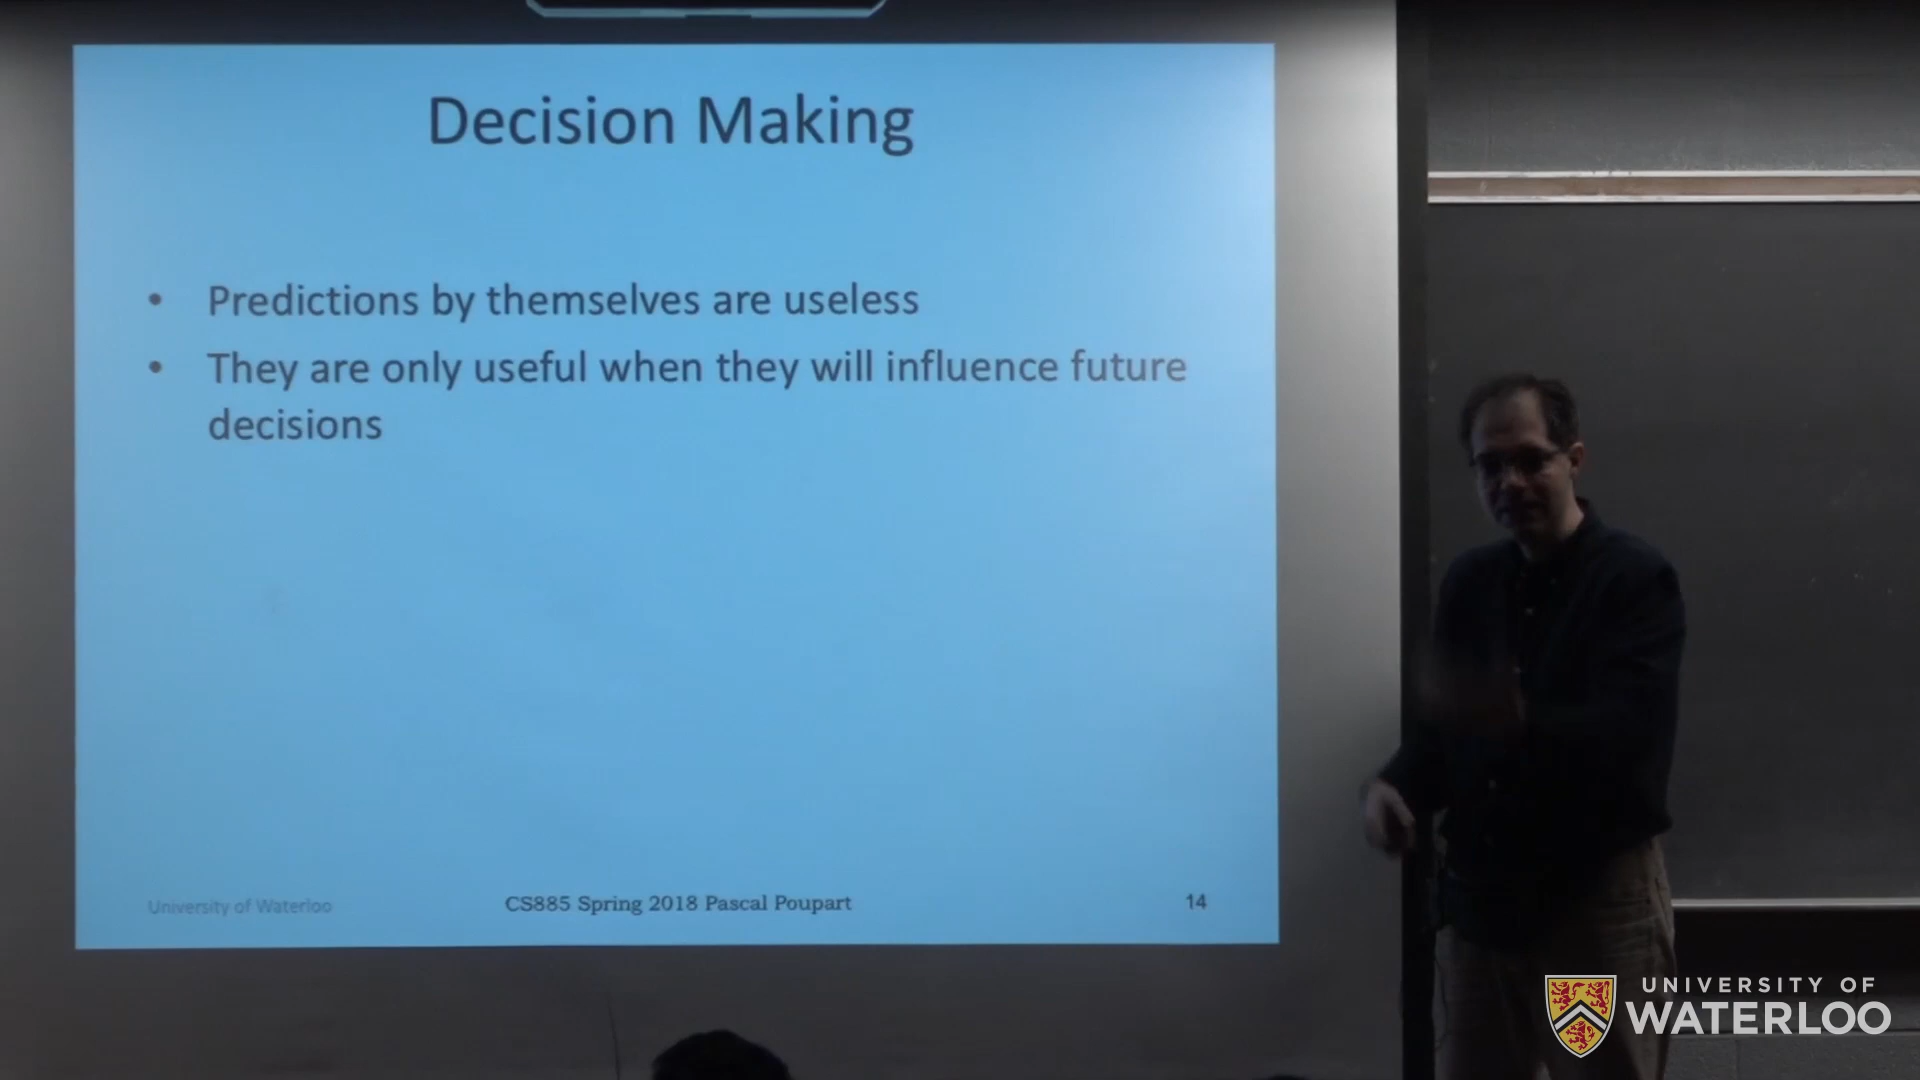 Decision Making
• Predictions by themselves are useless
• They are only useful when they will influence future
decisions
University of Waterloo
CS885 Spring 2018 Pascal Poupart
14
UNIVERSITY OF
WATERLOO